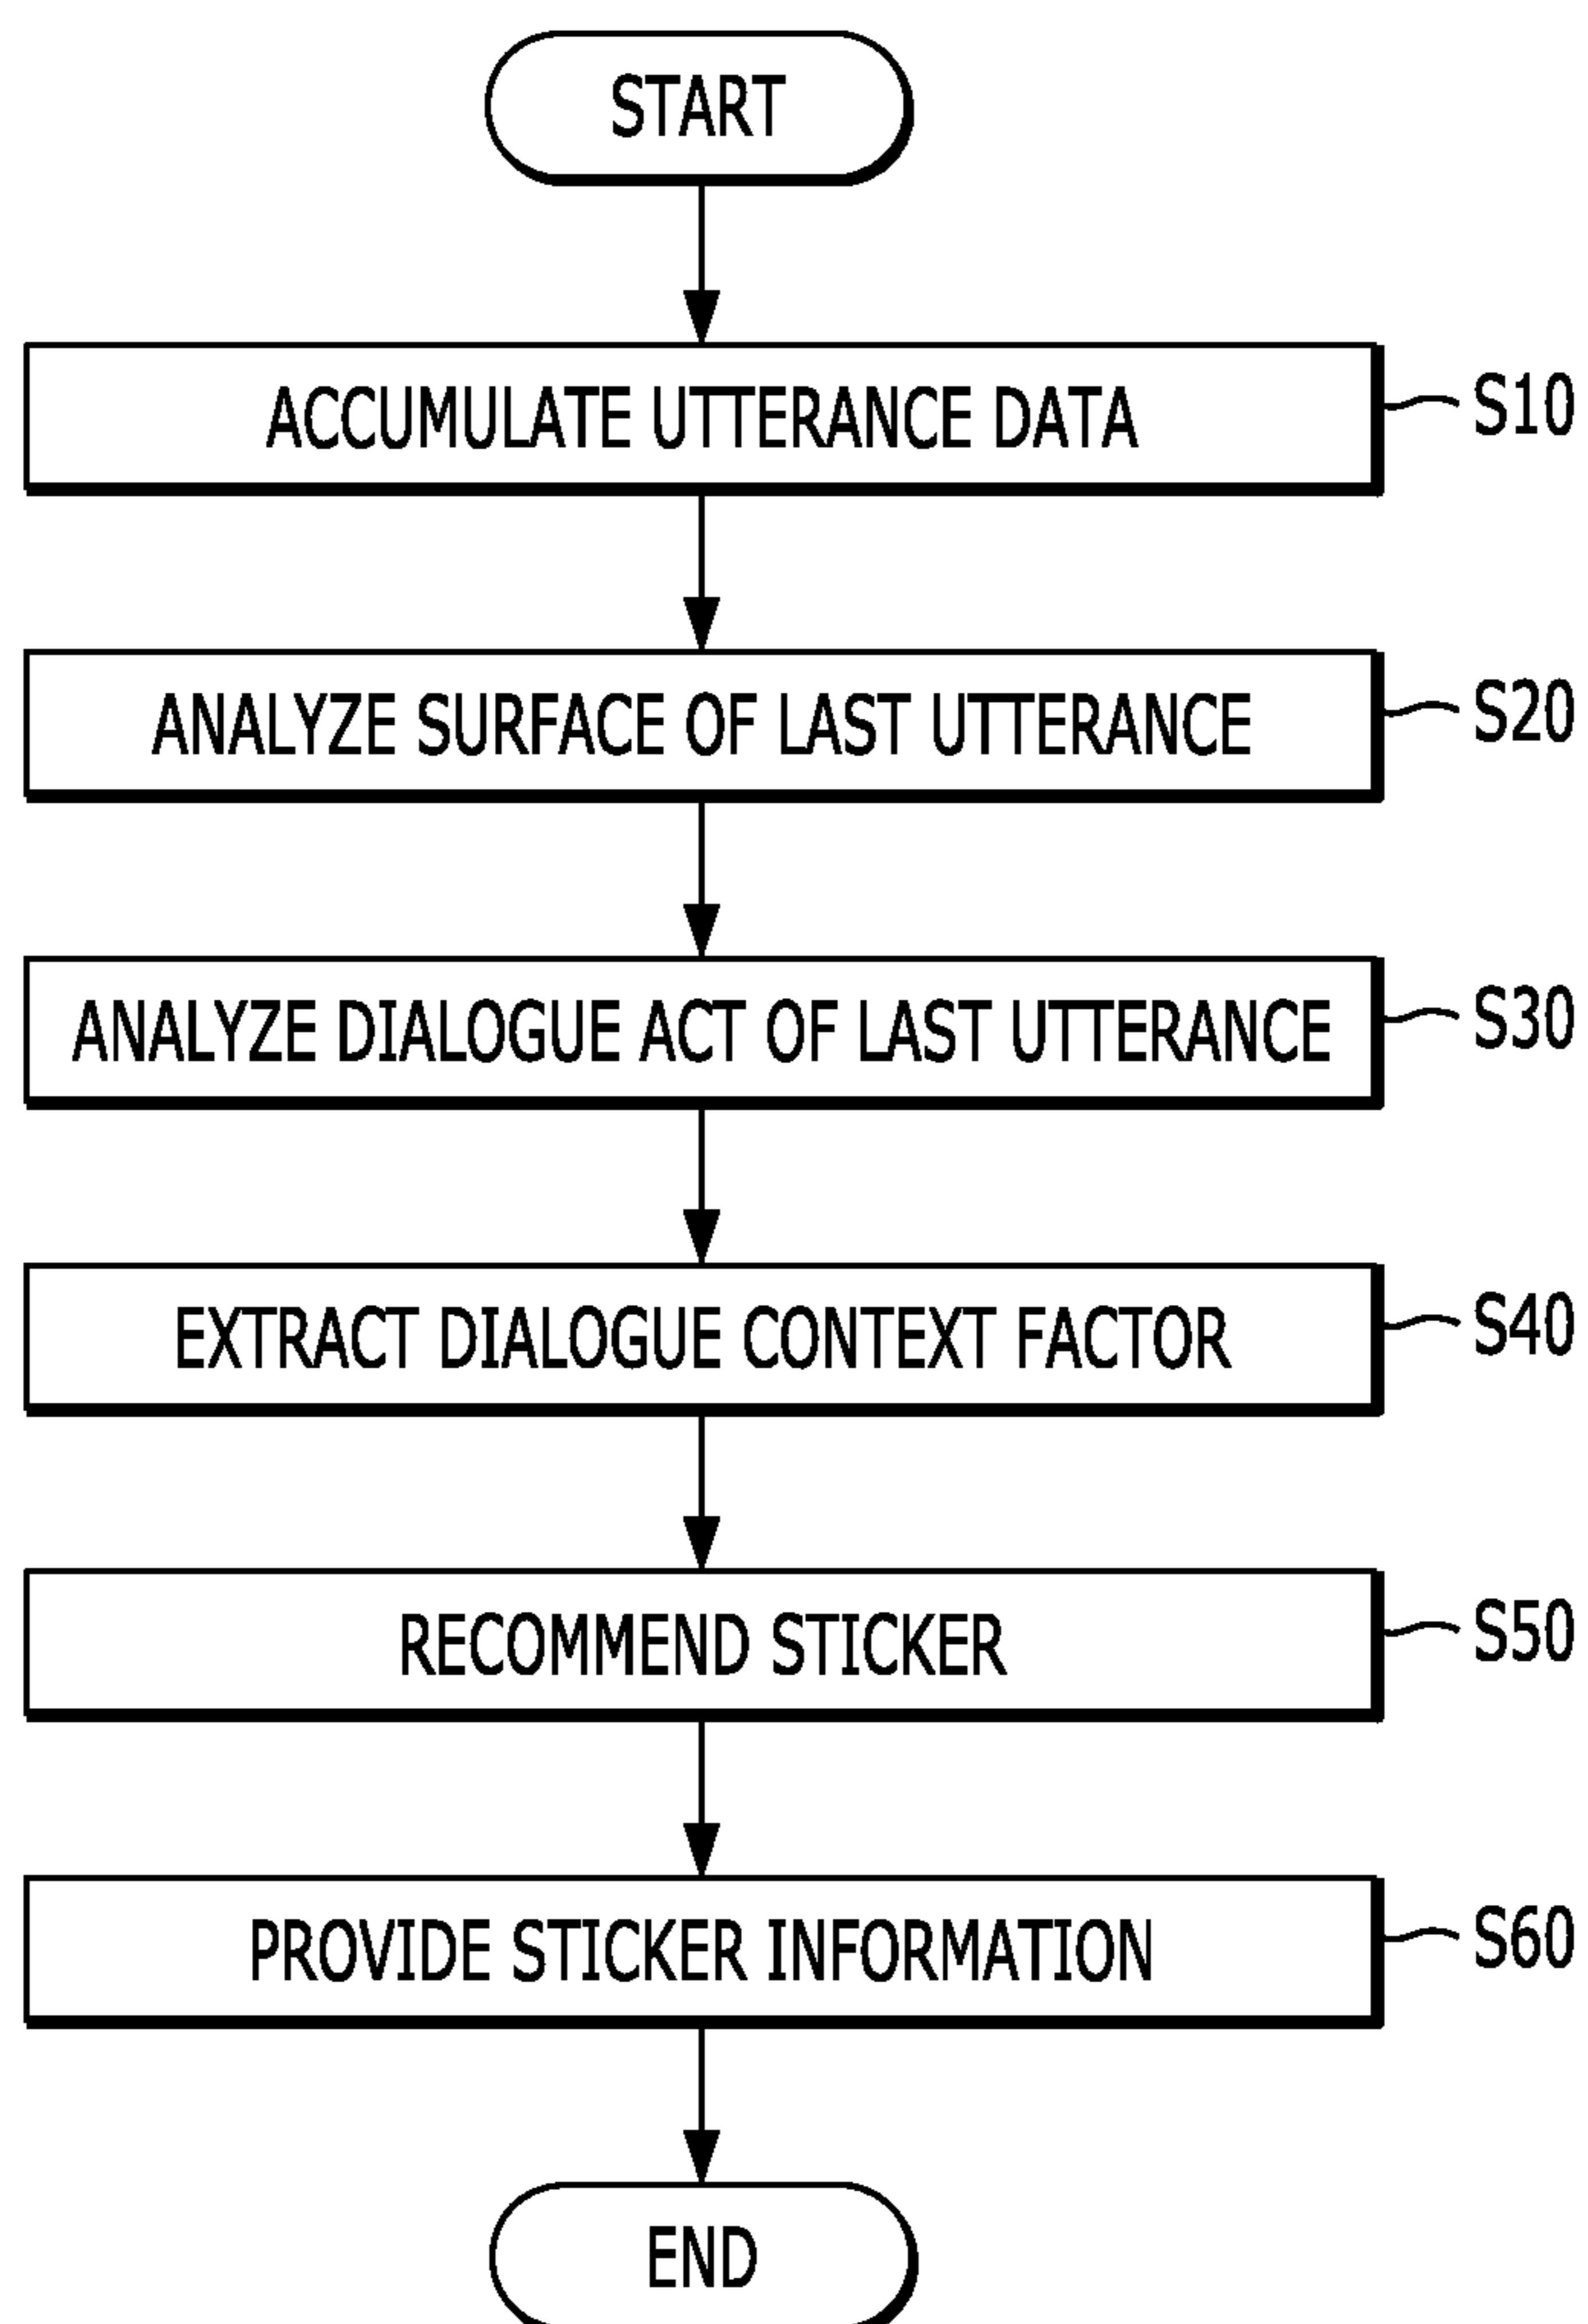 START
ACCUMULATE UTTERANCE DATA S10
ANALYZE SURFACE OF LAST UTTERANCE S20
ANALYZE DIALOGUE ACT OF LAST UTTERANCE S30
EXTRACT DIALOGUE CONTEXT FACTOR S40
RECOMMEND STICKER S50
PROVIDE STICKER INFORMATION S60
END